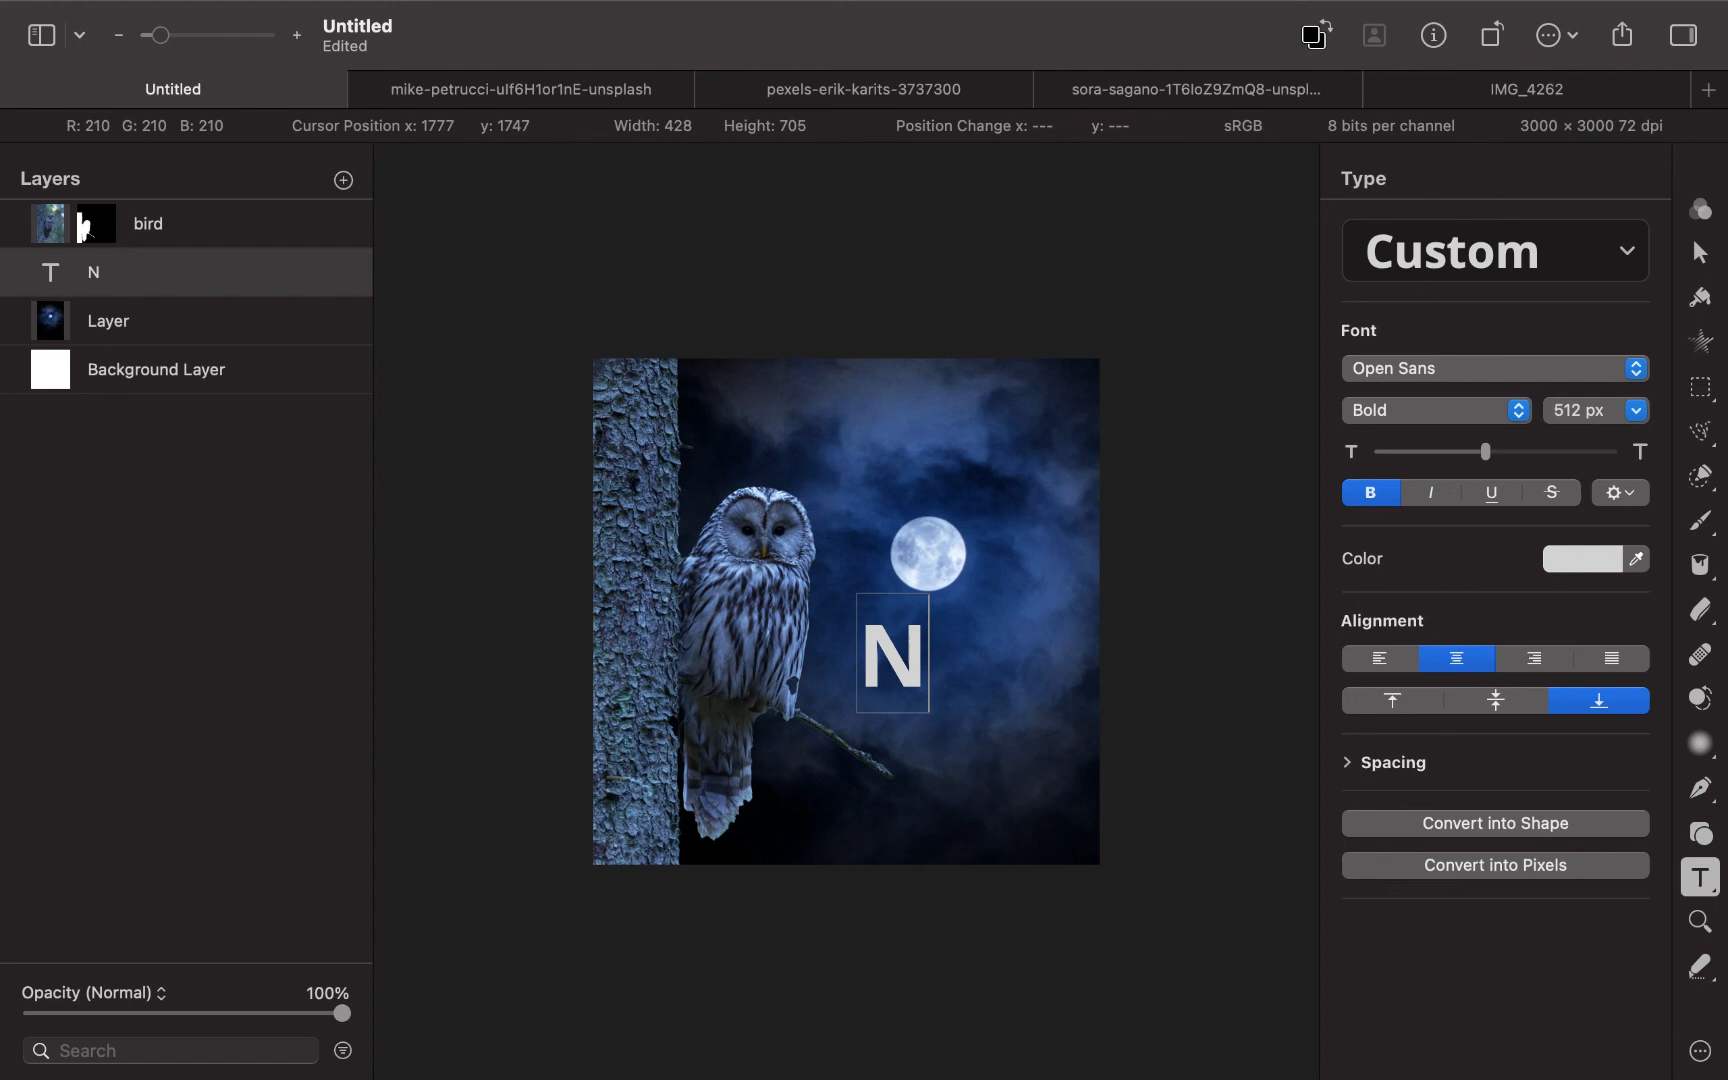 Untitled
Edited
Untitled
mike-petrucci-uIf6H1or1nE-unsplash
pexels-erik-karits-3737300
sora-sagano-1T6IoZ9ZmQ8-unspl...
IMG_4262
R: 210 G: 210 B: 210
Cursor Position x: 1777 y: 1747
Width: 428 Height: 705
Position Change x: --- y: ---
sRGB
8 bits per channel
3000 × 3000 72 dpi
Layers
bird
T N
Layer
Background Layer
Opacity (Normal) 100%
Search
N
Type
Custom
Font
Open Sans
Bold 512 px
T T
B I U S
Color
Alignment
Spacing
Convert into Shape
Convert into Pixels
T